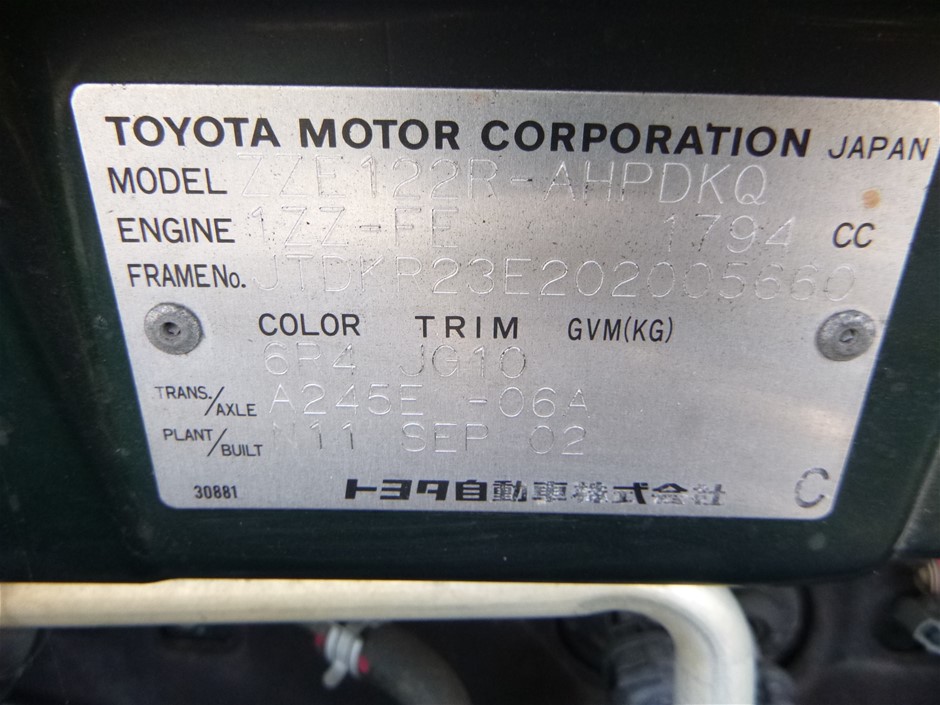 TOYOTA MOTOR CORPORATION JAPAN
MODEL ZZE122R-AHPDKQ
ENGINE 1ZZ-FE 1794 CC
FRAME No. JTDKR23E202005660
COLOR TRIM GVM(KG)
6R4 JG10
TRANS./AXLE A245E -06A
PLANT/BUILT N11 SEP 02
30881 トヨタ自動車株式会社 C